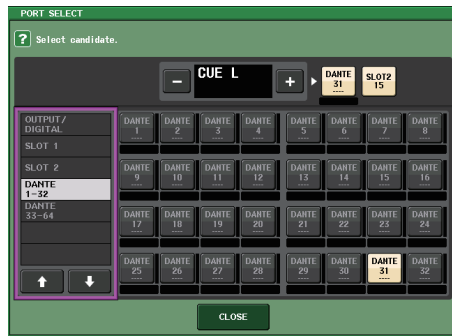 PORT SELECT
? Select candidate.
− CUE L + DANTE 31 ---- SLOT2 15
OUTPUT/
DIGITAL
SLOT 1
SLOT 2
DANTE
1-32
DANTE
33-64
DANTE 1 ---- DANTE 2 ---- DANTE 3 ---- DANTE 4 ---- DANTE 5 ---- DANTE 6 ---- DANTE 7 ---- DANTE 8 ----
DANTE 9 ---- DANTE 10 ---- DANTE 11 ---- DANTE 12 ---- DANTE 13 ---- DANTE 14 ---- DANTE 15 ---- DANTE 16 ----
DANTE 17 ---- DANTE 18 ---- DANTE 19 ---- DANTE 20 ---- DANTE 21 ---- DANTE 22 ---- DANTE 23 ---- DANTE 24 ----
DANTE 25 ---- DANTE 26 ---- DANTE 27 ---- DANTE 28 ---- DANTE 29 ---- DANTE 30 ---- DANTE 31 ---- DANTE 32 ----
CLOSE